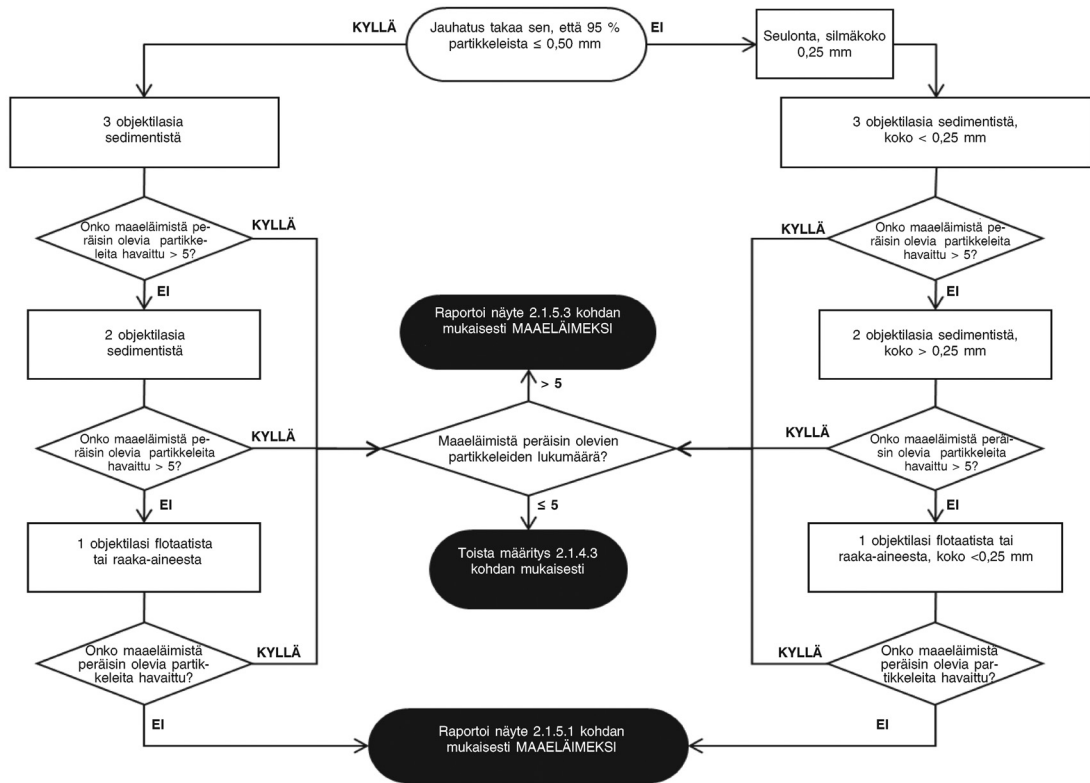 KYLLÄ
Jauhatus takaa sen, että 95 %
partikkeleista ≤ 0,50 mm
EI
Seulonta, silmäkoko
0,25 mm
3 objektilasia
sedimentistä
3 objektilasia sedimentistä,
koko < 0,25 mm
Onko maaeläimistä pe-
räisin olevia partikke-
leita havaittu > 5?
KYLLÄ
EI
KYLLÄ
Onko maaeläimistä pe-
räisin olevia partikkeleita
havaittu > 5?
EI
2 objektilasia
sedimentistä
Raportoi näyte 2.1.5.3 kohdan
mukaisesti MAAELÄIMEKSI
2 objektilasia sedimentistä,
koko > 0,25 mm
> 5
Onko maaeläimistä pe-
räisin olevia partikkeleita
havaittu > 5?
KYLLÄ
EI
Maaeläimistä peräisin olevien
partikkeleiden lukumäärä?
KYLLÄ
Onko maaeläimistä peräi-
sin olevia partikkeleita
havaittu > 5?
EI
≤ 5
1 objektilasi flotaatista
tai raaka-aineesta
Toista määritys 2.1.4.3
kohdan mukaisesti
1 objektilasi flotaatista tai
raaka-aineesta, koko <0,25 mm
Onko maaeläimistä
peräisin olevia partik-
keleita havaittu?
KYLLÄ
EI
KYLLÄ
Onko maaeläimistä
peräisin olevia par-
tikkeleita havaittu?
EI
Raportoi näyte 2.1.5.1 kohdan
mukaisesti MAAELÄIMEKSI